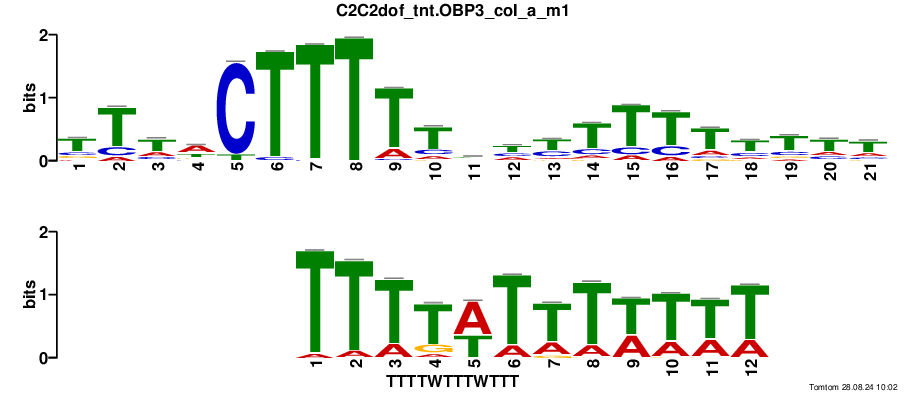 C2C2dof_tnt.OBP3_col_a_m1
2
1
0
bits
T T T A C T T T T T T T T T T T T T T T
1 2 3 4 5 6 7 8 9 10 11 12 13 14 15 16 17 18 19 20 21
2
1
0
bits
T T T T A T T T T T T T
1 2 3 4 5 6 7 8 9 10 11 12
TTTTWTTTWTTT
Tomtom 28.08.24 10:02